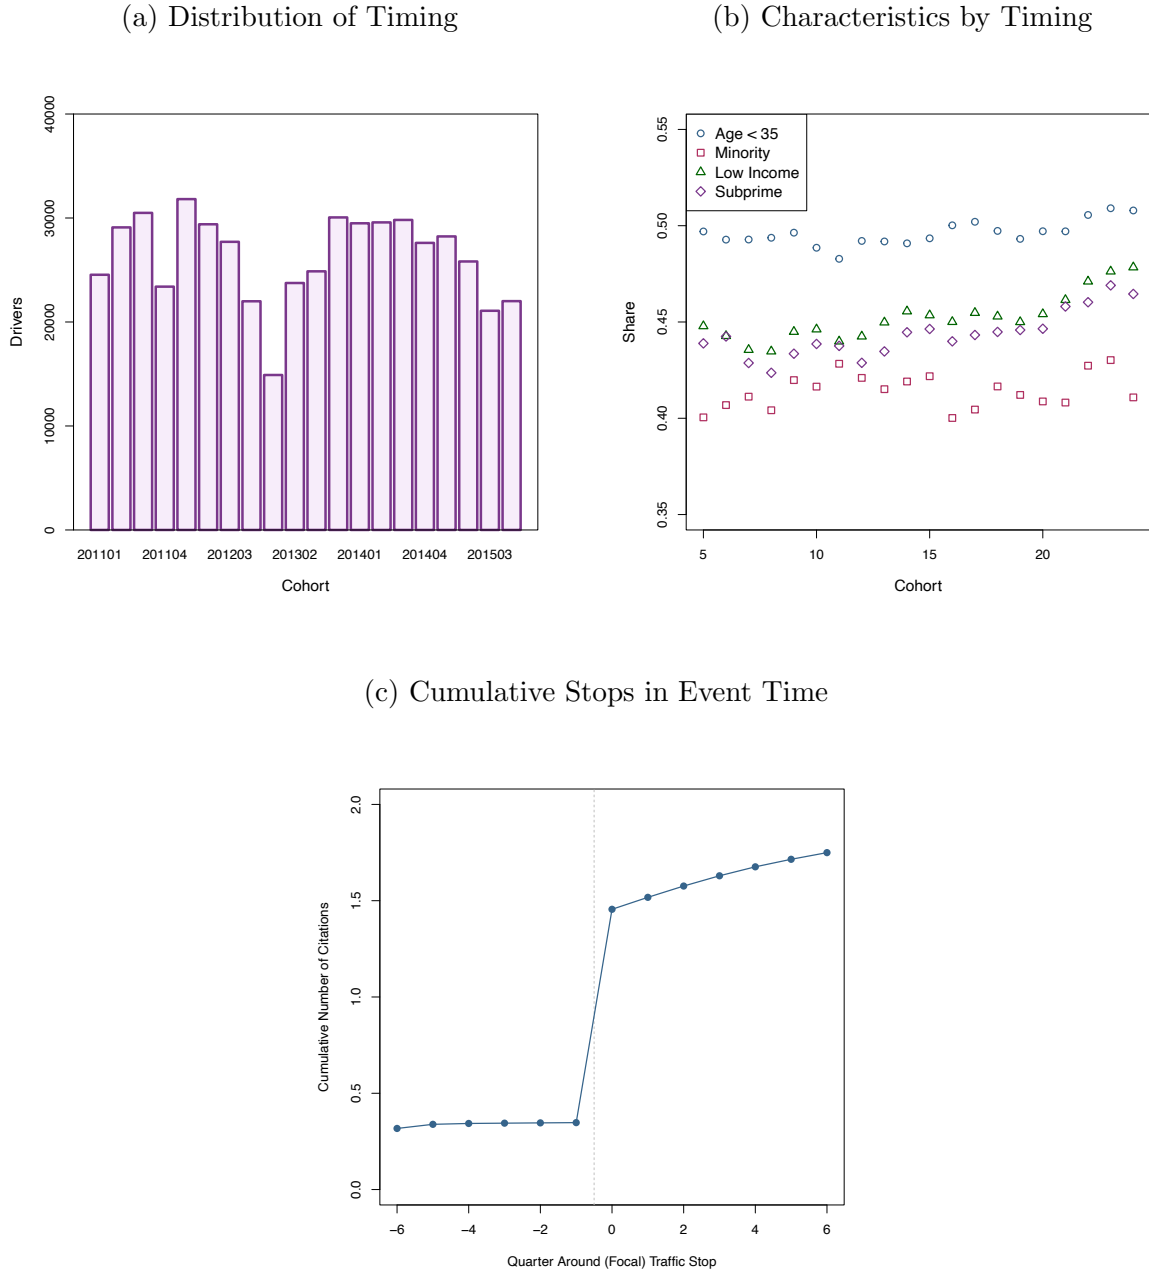 (a) Distribution of Timing
(b) Characteristics by Timing
40000
30000
20000
10000
0
Drivers
201101 201104 201203 201302 201401 201404 201503
Cohort
0.55
0.50
0.45
0.40
0.35
Share
Age < 35
Minority
Low Income
Subprime
5 10 15 20
Cohort
(c) Cumulative Stops in Event Time
2.0
1.5
1.0
0.5
0.0
Cumulative Number of Citations
−6 −4 −2 0 2 4 6
Quarter Around (Focal) Traffic Stop